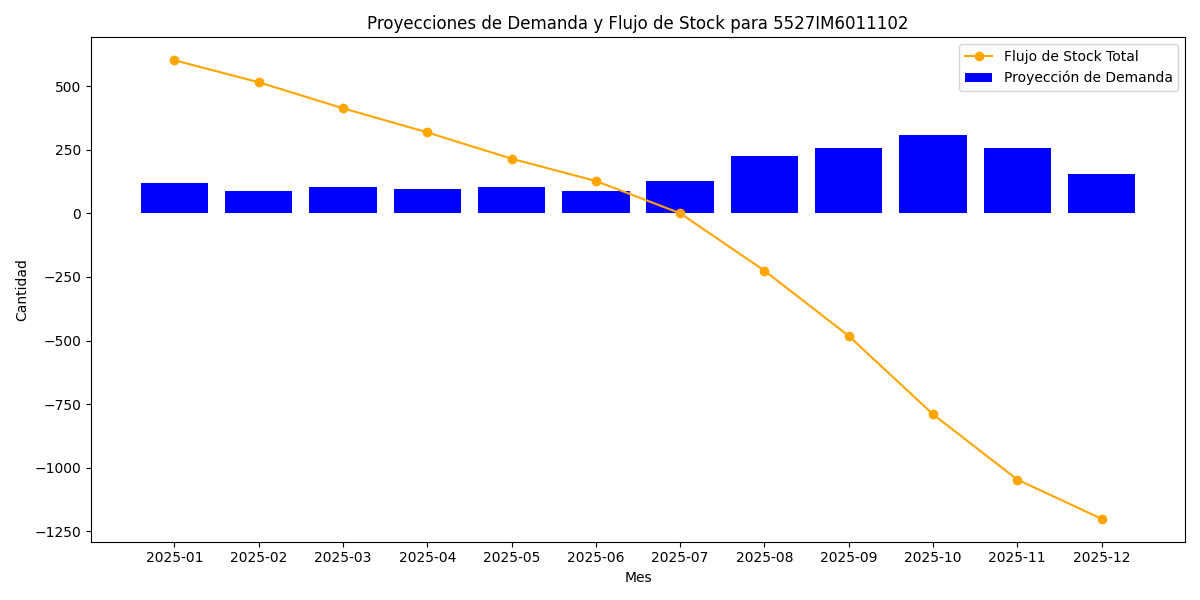 Proyecciones de Demanda y Flujo de Stock para 5527IM6011102
Flujo de Stock Total
Proyección de Demanda
500
250
0
−250
−500
−750
−1000
−1250
Cantidad
2025-01 2025-02 2025-03 2025-04 2025-05 2025-06 2025-07 2025-08 2025-09 2025-10 2025-11 2025-12
Mes